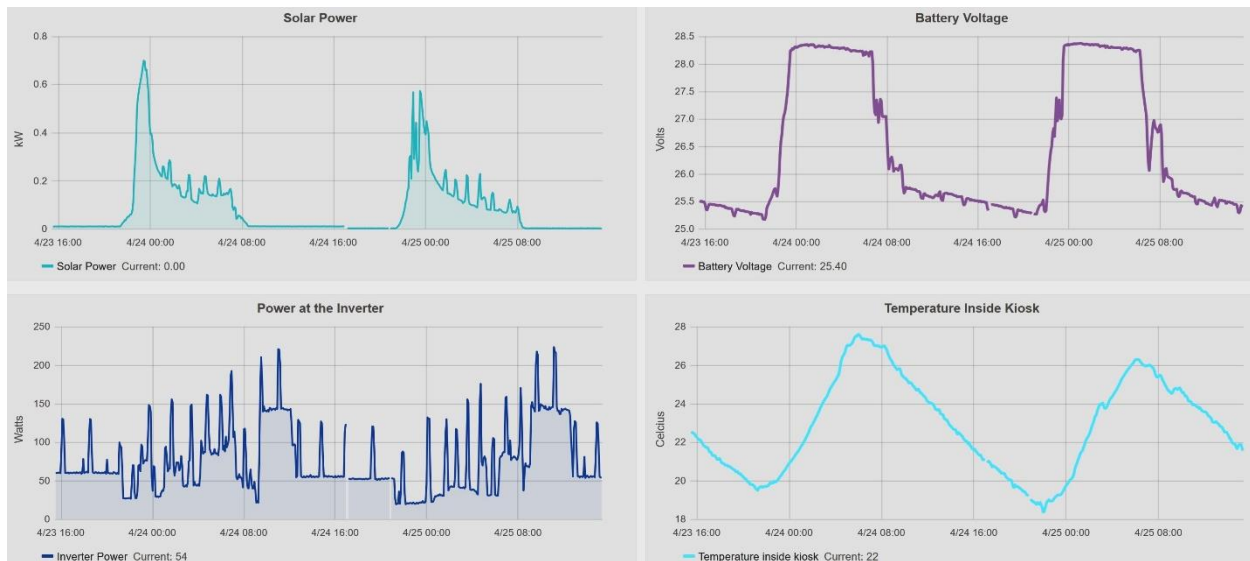 Solar Power
0.8
0.6
0.4
0.2
0
kW
4/23 16:00 4/24 00:00 4/24 08:00 4/24 16:00 4/25 00:00 4/25 08:00
Solar Power Current: 0.00
Battery Voltage
28.5
28.0
27.5
27.0
26.5
26.0
25.5
25.0
Volts
4/23 16:00 4/24 00:00 4/24 08:00 4/24 16:00 4/25 00:00 4/25 08:00
Battery Voltage Current: 25.40
Power at the Inverter
250
200
150
100
50
0
Watts
4/23 16:00 4/24 00:00 4/24 08:00 4/24 16:00 4/25 00:00 4/25 08:00
Inverter Power Current: 54
Temperature Inside Kiosk
28
26
24
22
20
18
Celcius
4/23 16:00 4/24 00:00 4/24 08:00 4/24 16:00 4/25 00:00 4/25 08:00
Temperature inside kiosk Current: 22